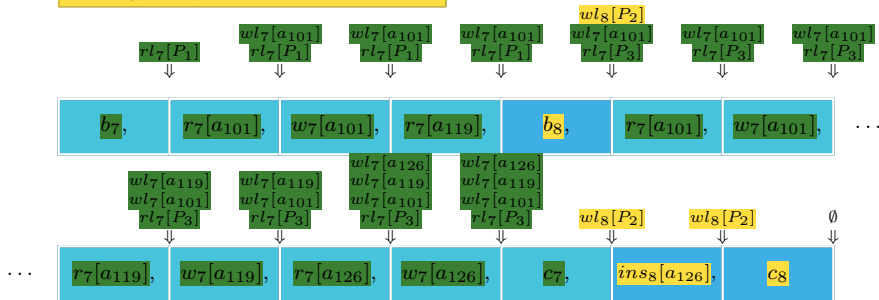 wl₈[P₂]
wl₇[a₁₀₁] wl₇[a₁₀₁] wl₇[a₁₀₁] wl₇[a₁₀₁] wl₇[a₁₀₁] wl₇[a₁₀₁]
rl₇[P₁] rl₇[P₁] rl₇[P₁] rl₇[P₁] rl₇[P₃] rl₇[P₃] rl₇[P₃]
⇓ ⇓ ⇓ ⇓ ⇓ ⇓ ⇓
b₇, r₇[a₁₀₁], w₇[a₁₀₁], r₇[a₁₁₉], b₈, r₇[a₁₀₁], w₇[a₁₀₁], ⋯
wl₇[a₁₂₆] wl₇[a₁₂₆]
wl₇[a₁₁₉] wl₇[a₁₁₉] wl₇[a₁₁₉] wl₇[a₁₁₉]
wl₇[a₁₀₁] wl₇[a₁₀₁] wl₇[a₁₀₁] wl₇[a₁₀₁]
rl₇[P₃] rl₇[P₃] rl₇[P₃] rl₇[P₃] wl₈[P₂] wl₈[P₂] ∅
⇓ ⇓ ⇓ ⇓ ⇓ ⇓ ⇓
⋯ r₇[a₁₁₉], w₇[a₁₁₉], r₇[a₁₂₆], w₇[a₁₂₆], c₇, ins₈[a₁₂₆], c₈